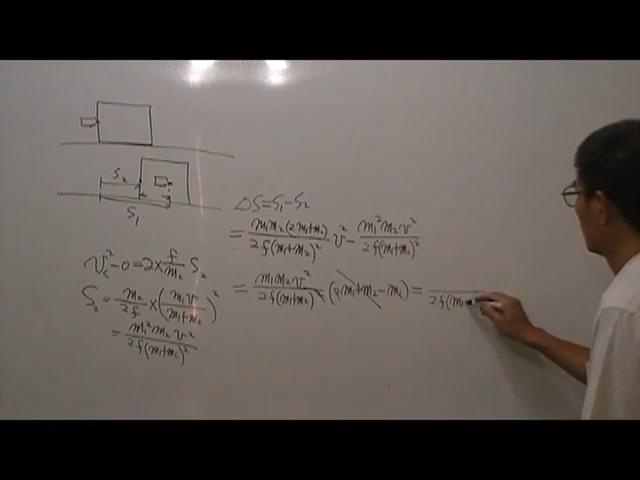 S₂
S₁
ΔS=S₁-S₂
= m₁m₂(2m₁+m₂)/2f(m₁+m₂)² v² - m₁²m₂v²/2f(m₁+m₂)²
v_c²-0=2×f/m₂ S₂
S₂=m₂/2f×(m₁v/m₁+m₂)²
= m₁²m₂v²/2f(m₁+m₂)²
= m₁m₂v²/2f(m₁+m₂)² (2m₁+m₂-m₁)= /2f(m₁